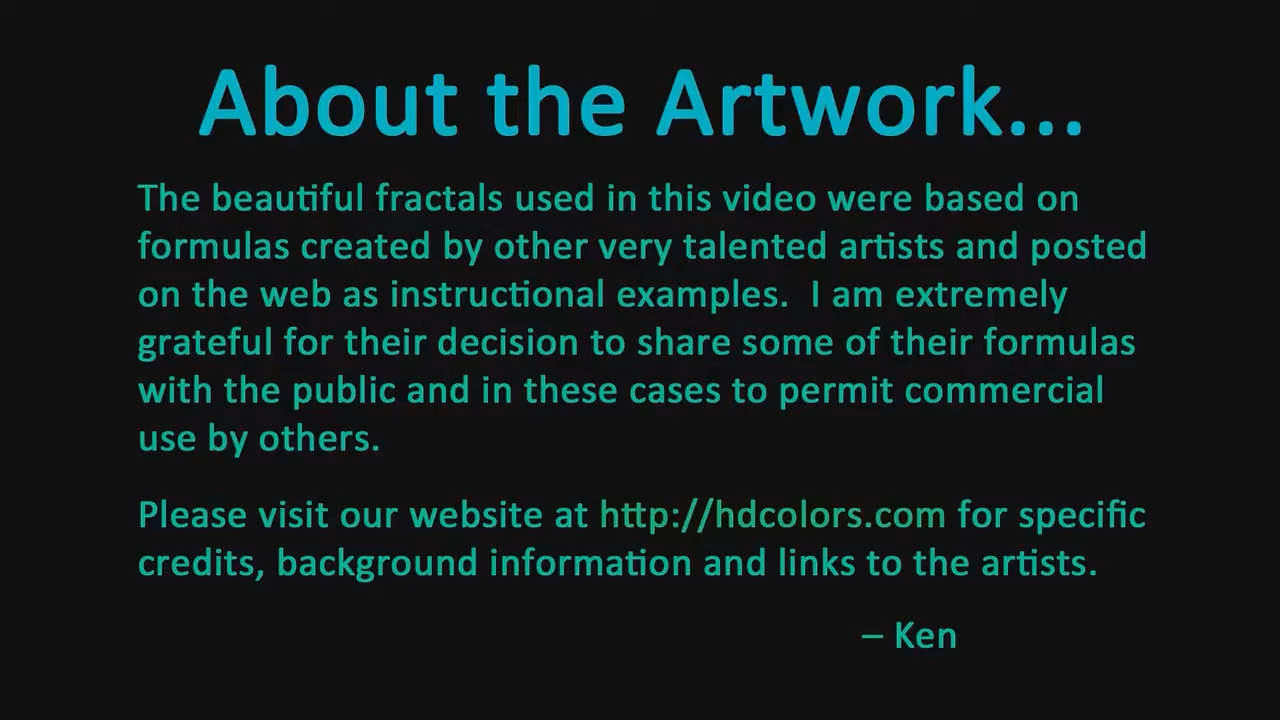 About the Artwork...
The beautiful fractals used in this video were based on
formulas created by other very talented artists and posted
on the web as instructional examples.  I am extremely
grateful for their decision to share some of their formulas
with the public and in these cases to permit commercial
use by others.
Please visit our website at http://hdcolors.com for specific
credits, background information and links to the artists.
– Ken